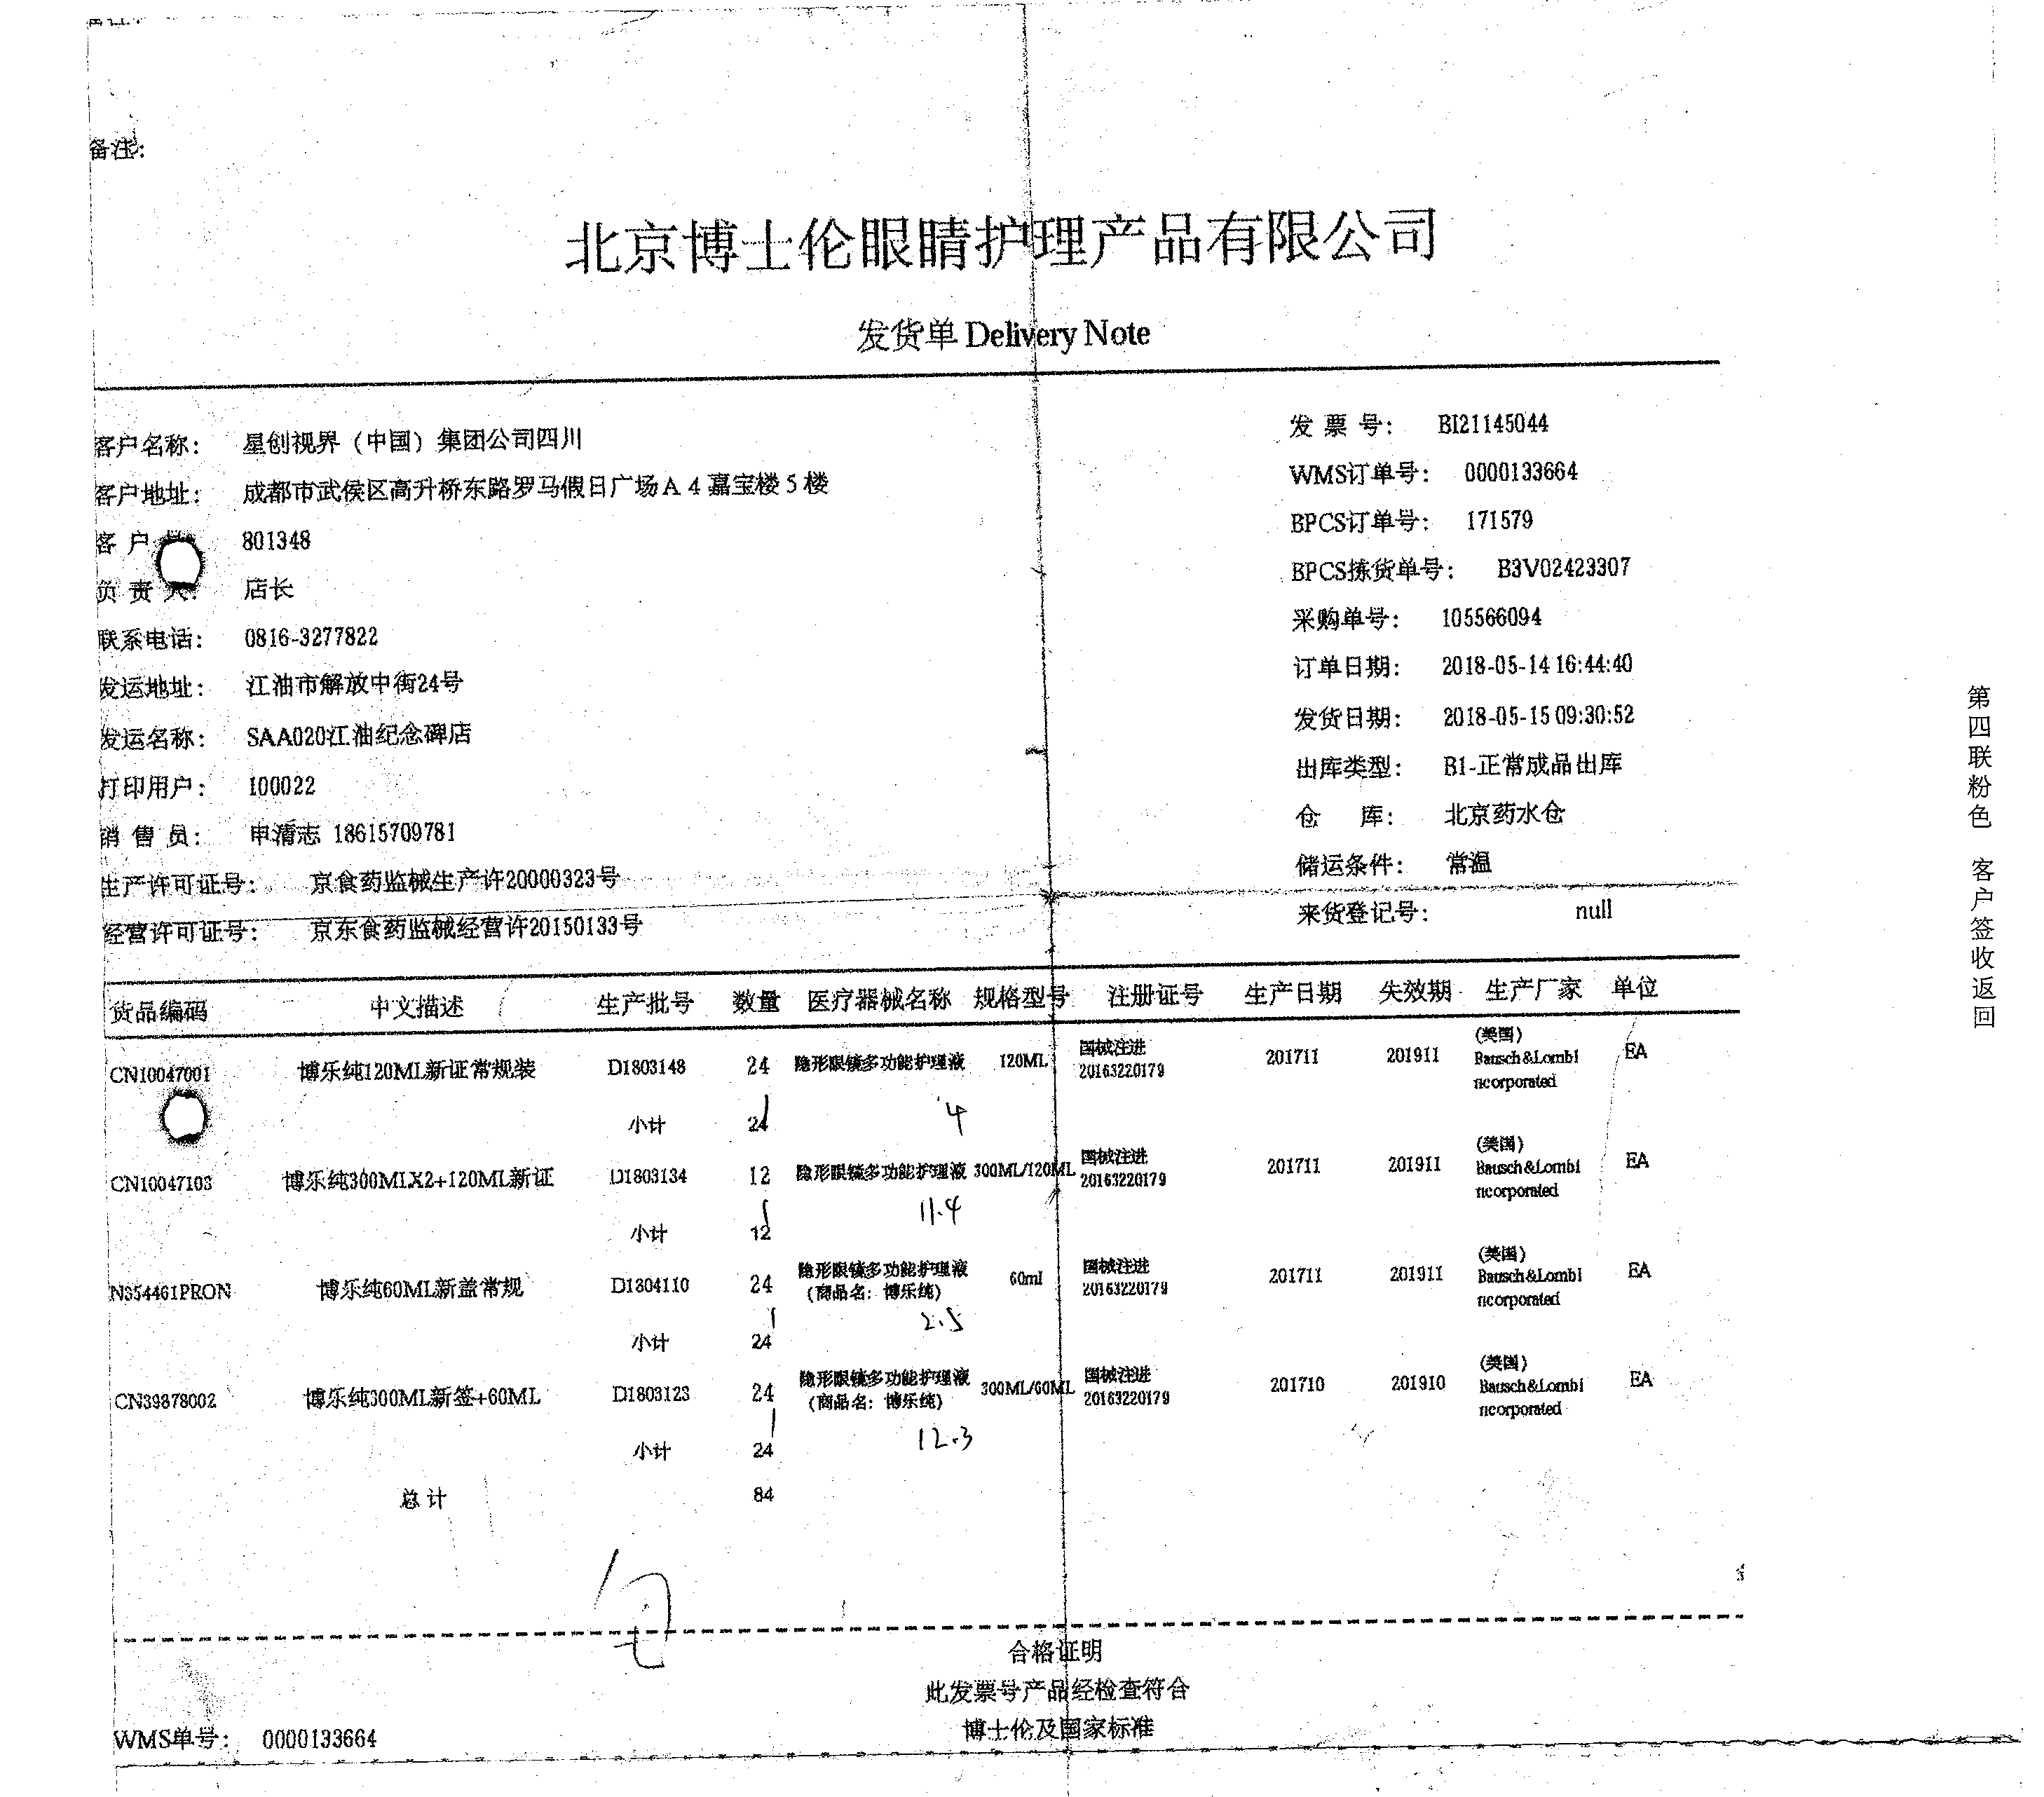 备注:
北京博士伦眼睛护理产品有限公司
发货单 Delivery Note
客户名称: 星创视界（中国）集团公司四川
客户地址: 成都市武侯区高升桥东路罗马假日广场A4嘉宝楼5楼
客 户 801348
负 责 人: 店长
联系电话: 0816-3277822
发运地址: 江油市解放中街24号
发运名称: SAA020江油纪念碑店
打印用户: I00022
销 售 员: 申清志 18615709781
生产许可证号: 京食药监械生产许20000323号
经营许可证号: 京东食药监械经营许20150133号
发 票 号: BI21145044
WMS订单号: 0000133664
BPCS订单号: 171579
BPCS拣货单号: B3V02423307
采购单号: 105566094
订单日期: 2018-05-14 16:44:40
发货日期: 2018-05-15 09:30:52
出库类型: B1-正常成品出库
仓 库: 北京药水仓
储运条件: 常温
来货登记号: null
货品编码 中文描述 生产批号 数量 医疗器械名称 规格型号 注册证号 生产日期 失效期 生产厂家 单位
CN10047001 博乐纯120ML新证常规装 D1803148 24 隐形眼镜多功能护理液 120ML 国械注进 20163220179 201711 201911 (美国) Bausch&LombI ncorporated EA
小计 24 4
CN10047103 博乐纯300MLX2+120ML新证 D1803134 12 隐形眼镜多功能护理液 300ML/120ML 国械注进 20163220179 201711 201911 (美国) Bausch&LombI ncorporated EA
小计 12 11.4
N354461PRON 博乐纯60ML新盖常规 D1804110 24 隐形眼镜多功能护理液 (商品名: 博乐纯) 60ml 国械注进 20163220179 201711 201911 (美国) Bausch&LombI ncorporated EA
小计 24 2.5
CN39878002 博乐纯300ML新签+60ML D1803123 24 隐形眼镜多功能护理液 (商品名: 博乐纯) 300ML/60ML 国械注进 20163220179 201710 201910 (美国) Bausch&LombI ncorporated EA
小计 24 12.3
总计 84
合格证明
此发票号产品经检查符合
博士伦及国家标准
WMS单号: 0000133664
第四联粉色 客户签收返回